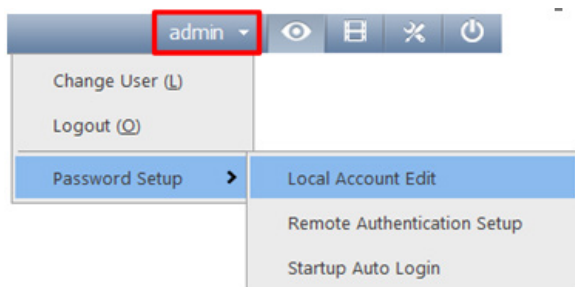 admin
Change User (L)
Logout (O)
Password Setup
Local Account Edit
Remote Authentication Setup
Startup Auto Login